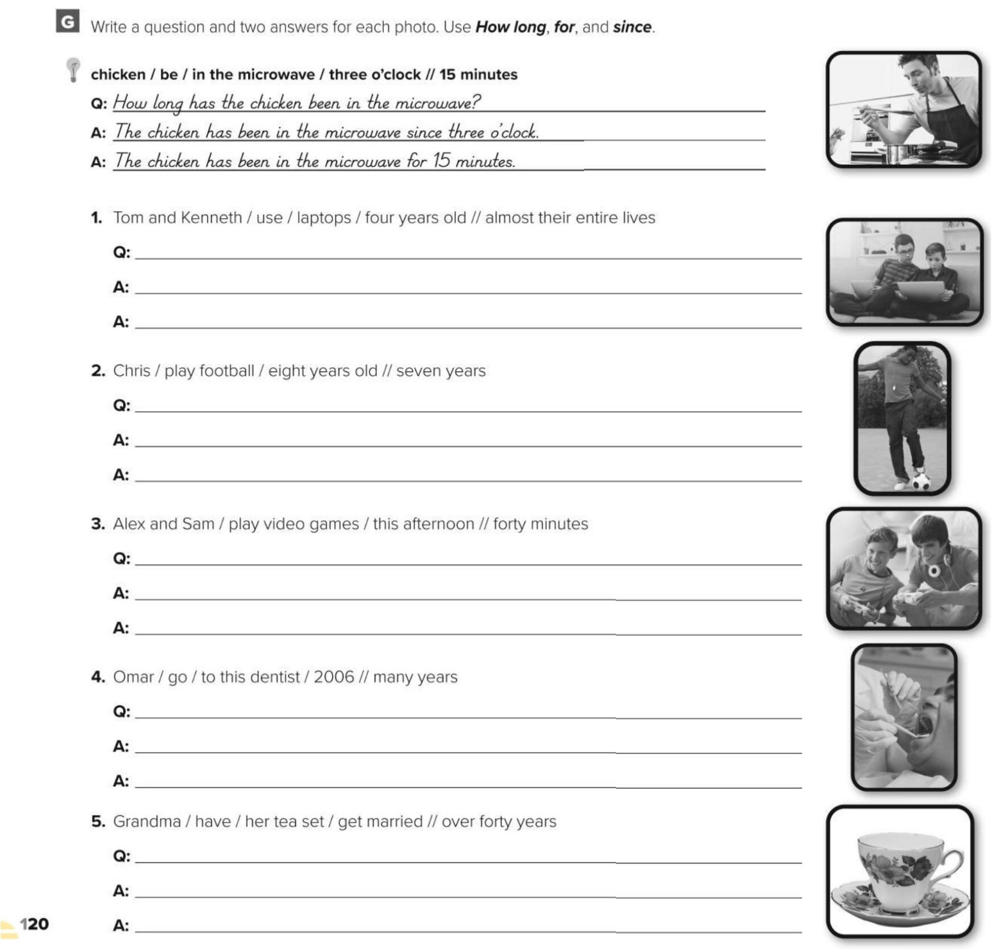 G Write a question and two answers for each photo. Use How long, for, and since.
chicken / be / in the microwave / three o’clock // 15 minutes
Q: How long has the chicken been in the microwave?
A: The chicken has been in the microwave since three o’clock.
A: The chicken has been in the microwave for 15 minutes.
1. Tom and Kenneth / use / laptops / four years old // almost their entire lives
Q:
A:
A:
2. Chris / play football / eight years old // seven years
Q:
A:
A:
3. Alex and Sam / play video games / this afternoon // forty minutes
Q:
A:
A:
4. Omar / go / to this dentist / 2006 // many years
Q:
A:
A:
5. Grandma / have / her tea set / get married // over forty years
Q:
A:
A:
120